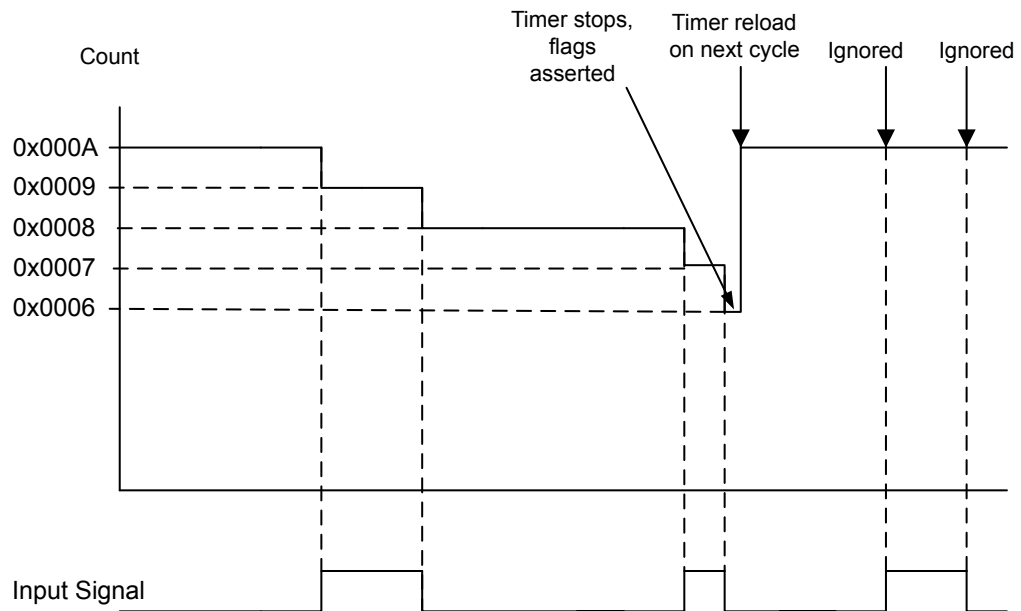 Timer stops,
flags
asserted
Timer reload
on next cycle
Ignored
Ignored
Count
0x000A
0x0009
0x0008
0x0007
0x0006
Input Signal